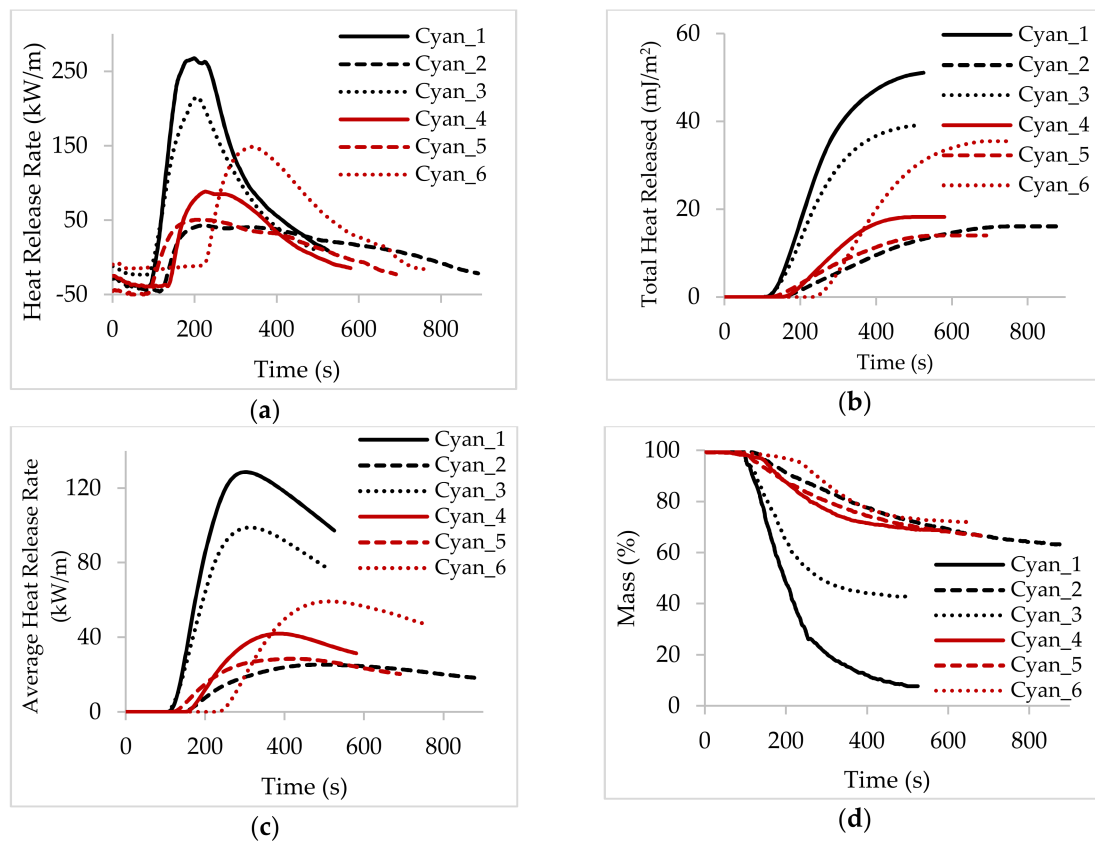 Heat Release Rate (kW/m)
250
150
50
-50
0
200
400
600
800
Time (s)
Cyan_1
Cyan_2
Cyan_3
Cyan_4
Cyan_5
Cyan_6
(a)
Total Heat Released (mJ/m²)
60
40
20
0
0
200
400
600
800
Time (s)
Cyan_1
Cyan_2
Cyan_3
Cyan_4
Cyan_5
Cyan_6
(b)
Average Heat Release Rate
(kW/m)
120
80
40
0
0
200
400
600
800
Time (s)
Cyan_1
Cyan_2
Cyan_3
Cyan_4
Cyan_5
Cyan_6
(c)
Mass (%)
100
80
60
40
20
0
0
200
400
600
800
Time (s)
Cyan_1
Cyan_2
Cyan_3
Cyan_4
Cyan_5
Cyan_6
(d)